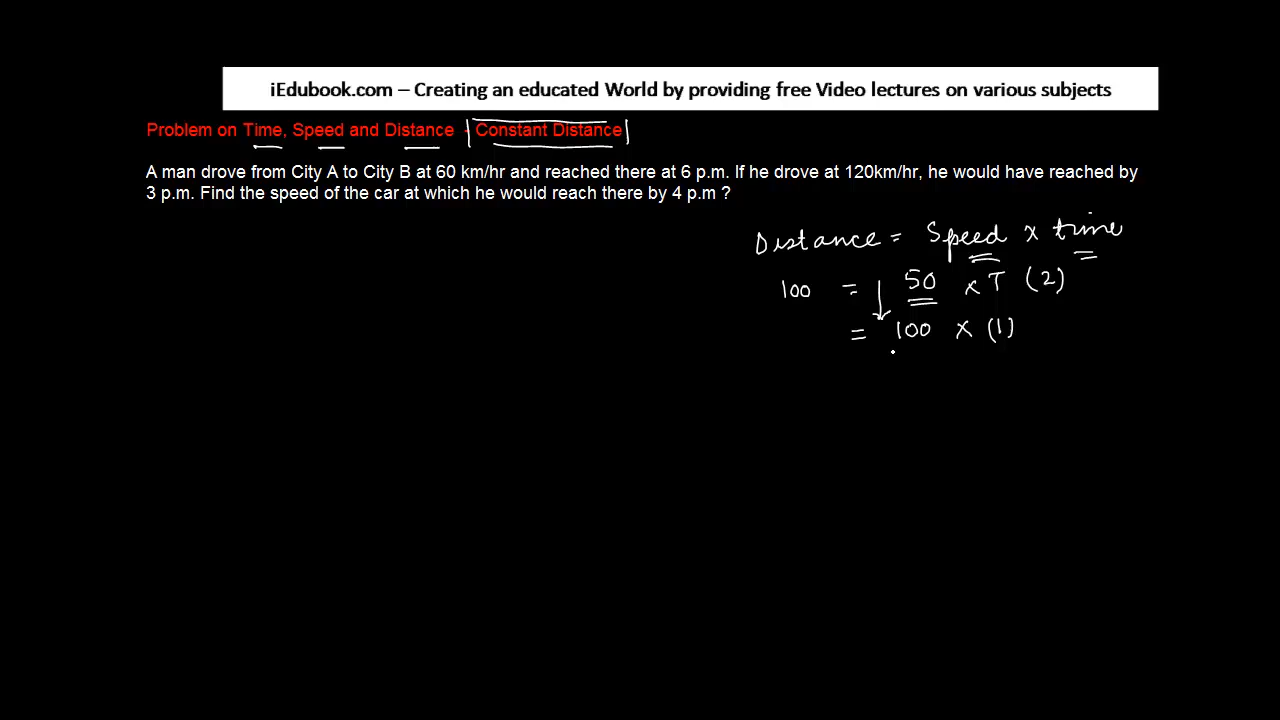 iEdubook.com – Creating an educated World by providing free Video lectures on various subjects
Problem on Time, Speed and Distance - Constant Distance
A man drove from City A to City B at 60 km/hr and reached there at 6 p.m. If he drove at 120km/hr, he would have reached by
3 p.m. Find the speed of the car at which he would reach there by 4 p.m ?
Distance = Speed x time
100 = 50 x T (2)
= 100 x (1)